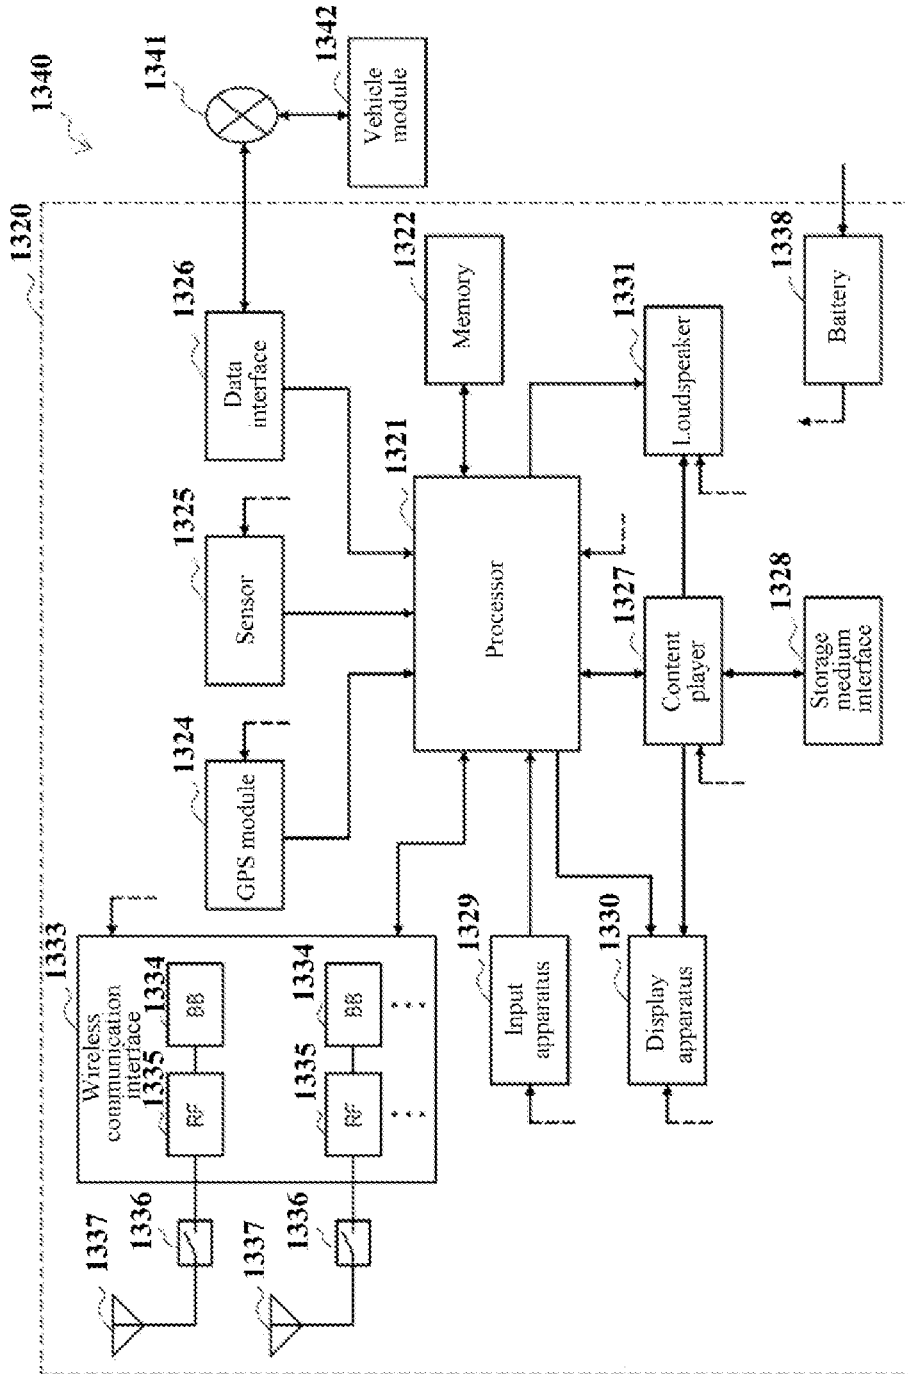 1340
1320
1341
1342
Vehicle
module
1333
Wireless
communication
interface
1337
1336
1335
RF
1334
BB
1337
1336
1335
RF
1334
BB
1324
GPS module
1325
Sensor
1326
Data
interface
1321
Processor
1322
Memory
1329
Input
apparatus
1330
Display
apparatus
1327
Content
player
1331
Loudspeaker
1328
Storage
medium
interface
1338
Battery